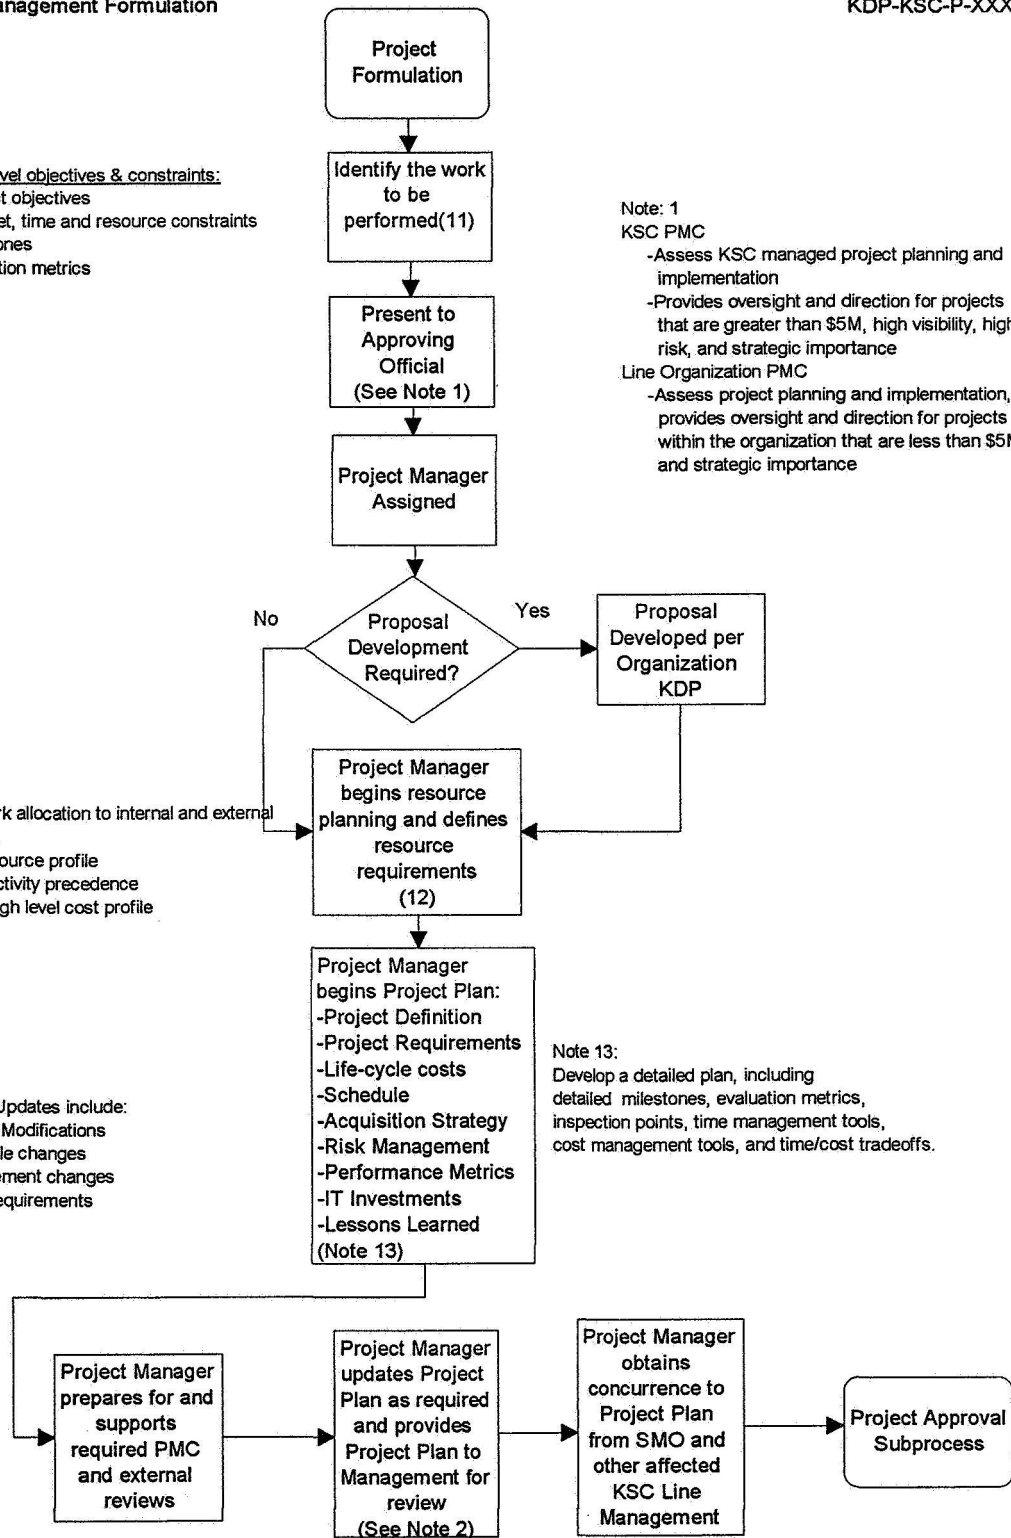 anagement Formulation
KDP-KSC-P-XXX
Project
Formulation
vel objectives & constraints:
t objectives
et, time and resource constraints
ones
tion metrics
Identify the work
to be
performed(11)
Note: 1
KSC PMC
-Assess KSC managed project planning and
implementation
-Provides oversight and direction for projects
that are greater than $5M, high visibility, high
risk, and strategic importance
Line Organization PMC
-Assess project planning and implementation,
provides oversight and direction for projects
within the organization that are less than $5M
and strategic importance
Present to
Approving
Official
(See Note 1)
Project Manager
Assigned
No
Proposal
Development
Required?
Yes
Proposal
Developed per
Organization
KDP
Project Manager
begins resource
planning and defines
resource
requirements
(12)
rk allocation to internal and external
ource profile
ctivity precedence
gh level cost profile
Project Manager
begins Project Plan:
-Project Definition
-Project Requirements
-Life-cycle costs
-Schedule
-Acquisition Strategy
-Risk Management
-Performance Metrics
-IT Investments
-Lessons Learned
(Note 13)
Note 13:
Develop a detailed plan, including
detailed milestones, evaluation metrics,
inspection points, time management tools,
cost management tools, and time/cost tradeoffs.
Updates include:
Modifications
le changes
ement changes
equirements
Project Manager
prepares for and
supports
required PMC
and external
reviews
Project Manager
updates Project
Plan as required
and provides
Project Plan to
Management for
review
(See Note 2)
Project Manager
obtains
concurrence to
Project Plan
from SMO and
other affected
KSC Line
Management
Project Approval
Subprocess